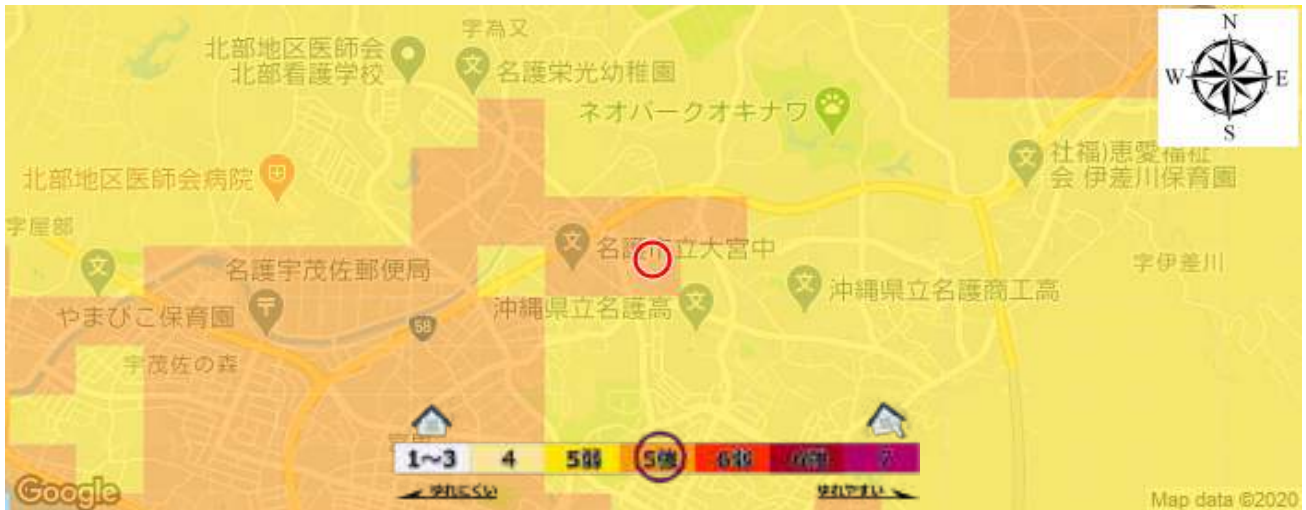 N
W E
S
字為又
北部地区医師会
北部看護学校
名護栄光幼稚園
ネオパークオキナワ
社福)恵愛福祉
会 伊差川保育園
北部地区医師会病院
字屋部
名護市立大宮中
字伊差川
名護宇茂佐郵便局
沖縄県立名護商工高
沖縄県立名護高
やまびこ保育園
58
宇茂佐の森
1～3 4 5弱 5強 6弱 6強 7
ゆれにくい ゆれやすい
Google
Map data ©2020